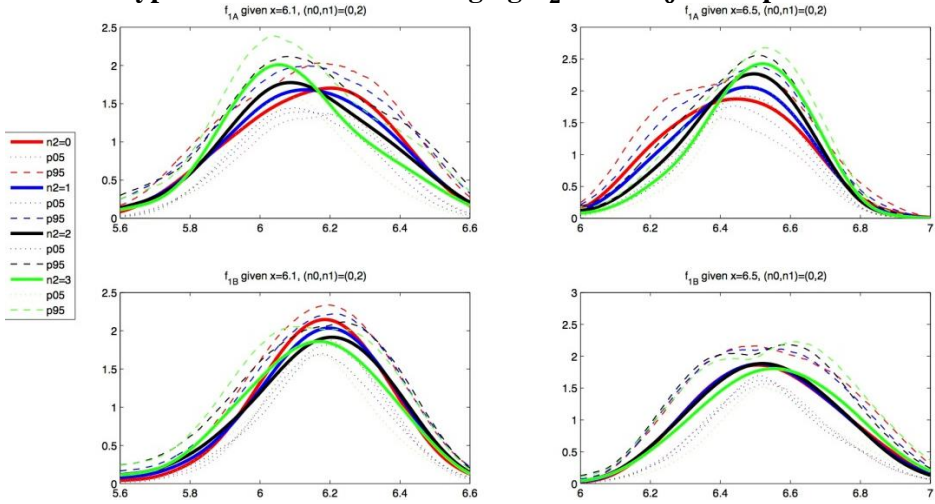 f1A given x=6.1, (n0,n1)=(0,2)
2.5
2
1.5
1
0.5
0
5.6 5.8 6 6.2 6.4 6.6
f1A given x=6.5, (n0,n1)=(0,2)
3
2.5
2
1.5
1
0.5
0
6 6.2 6.4 6.6 6.8 7
n2=0
p05
p95
n2=1
p05
p95
n2=2
p05
p95
n2=3
p05
p95
f1B given x=6.1, (n0,n1)=(0,2)
2.5
2
1.5
1
0.5
0
5.6 5.8 6 6.2 6.4 6.6
f1B given x=6.5, (n0,n1)=(0,2)
3
2.5
2
1.5
1
0.5
0
6 6.2 6.4 6.6 6.8 7